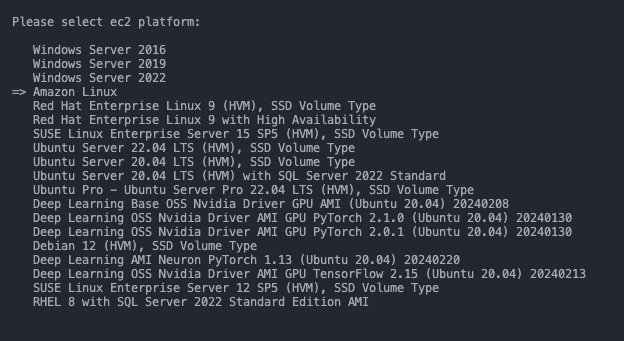 Please select ec2 platform:
Windows Server 2016
Windows Server 2019
Windows Server 2022
=> Amazon Linux
Red Hat Enterprise Linux 9 (HVM), SSD Volume Type
Red Hat Enterprise Linux 9 with High Availability
SUSE Linux Enterprise Server 15 SP5 (HVM), SSD Volume Type
Ubuntu Server 22.04 LTS (HVM), SSD Volume Type
Ubuntu Server 20.04 LTS (HVM), SSD Volume Type
Ubuntu Server 20.04 LTS (HVM) with SQL Server 2022 Standard
Ubuntu Pro – Ubuntu Server Pro 22.04 LTS (HVM), SSD Volume Type
Deep Learning Base OSS Nvidia Driver GPU AMI (Ubuntu 20.04) 20240208
Deep Learning OSS Nvidia Driver AMI GPU PyTorch 2.1.0 (Ubuntu 20.04) 20240130
Deep Learning OSS Nvidia Driver AMI GPU PyTorch 2.0.1 (Ubuntu 20.04) 20240130
Debian 12 (HVM), SSD Volume Type
Deep Learning AMI Neuron PyTorch 1.13 (Ubuntu 20.04) 20240220
Deep Learning OSS Nvidia Driver AMI GPU TensorFlow 2.15 (Ubuntu 20.04) 20240213
SUSE Linux Enterprise Server 12 SP5 (HVM), SSD Volume Type
RHEL 8 with SQL Server 2022 Standard Edition AMI